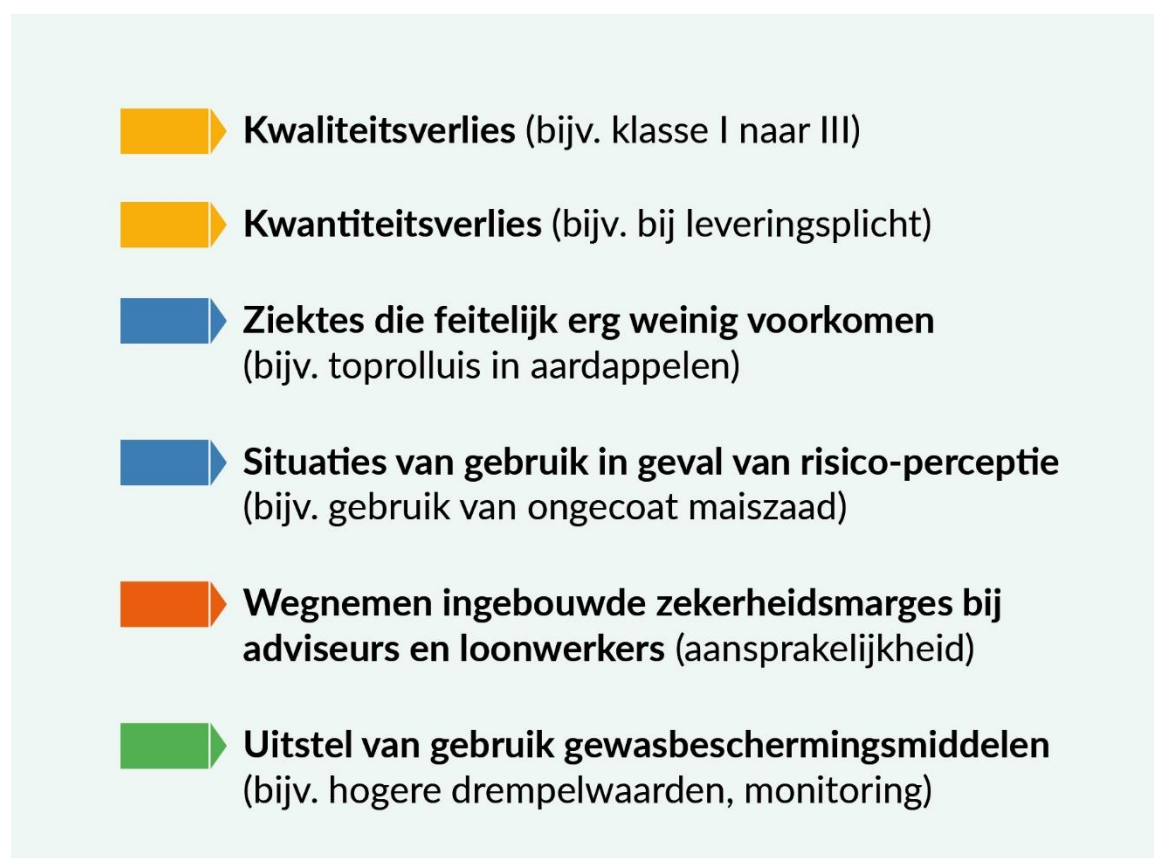 Kwaliteitsverlies (bijv. klasse I naar III)
Kwantiteitsverlies (bijv. bij leveringsplicht)
Ziektes die feitelijk erg weinig voorkomen
(bijv. toprolluis in aardappelen)
Situaties van gebruik in geval van risico-perceptie
(bijv. gebruik van ongecoat maiszaad)
Wegnemen ingebouwde zekerheidsmarges bij
adviseurs en loonwerkers (aansprakelijkheid)
Uitstel van gebruik gewasbeschermingsmiddelen
(bijv. hogere drempelwaarden, monitoring)